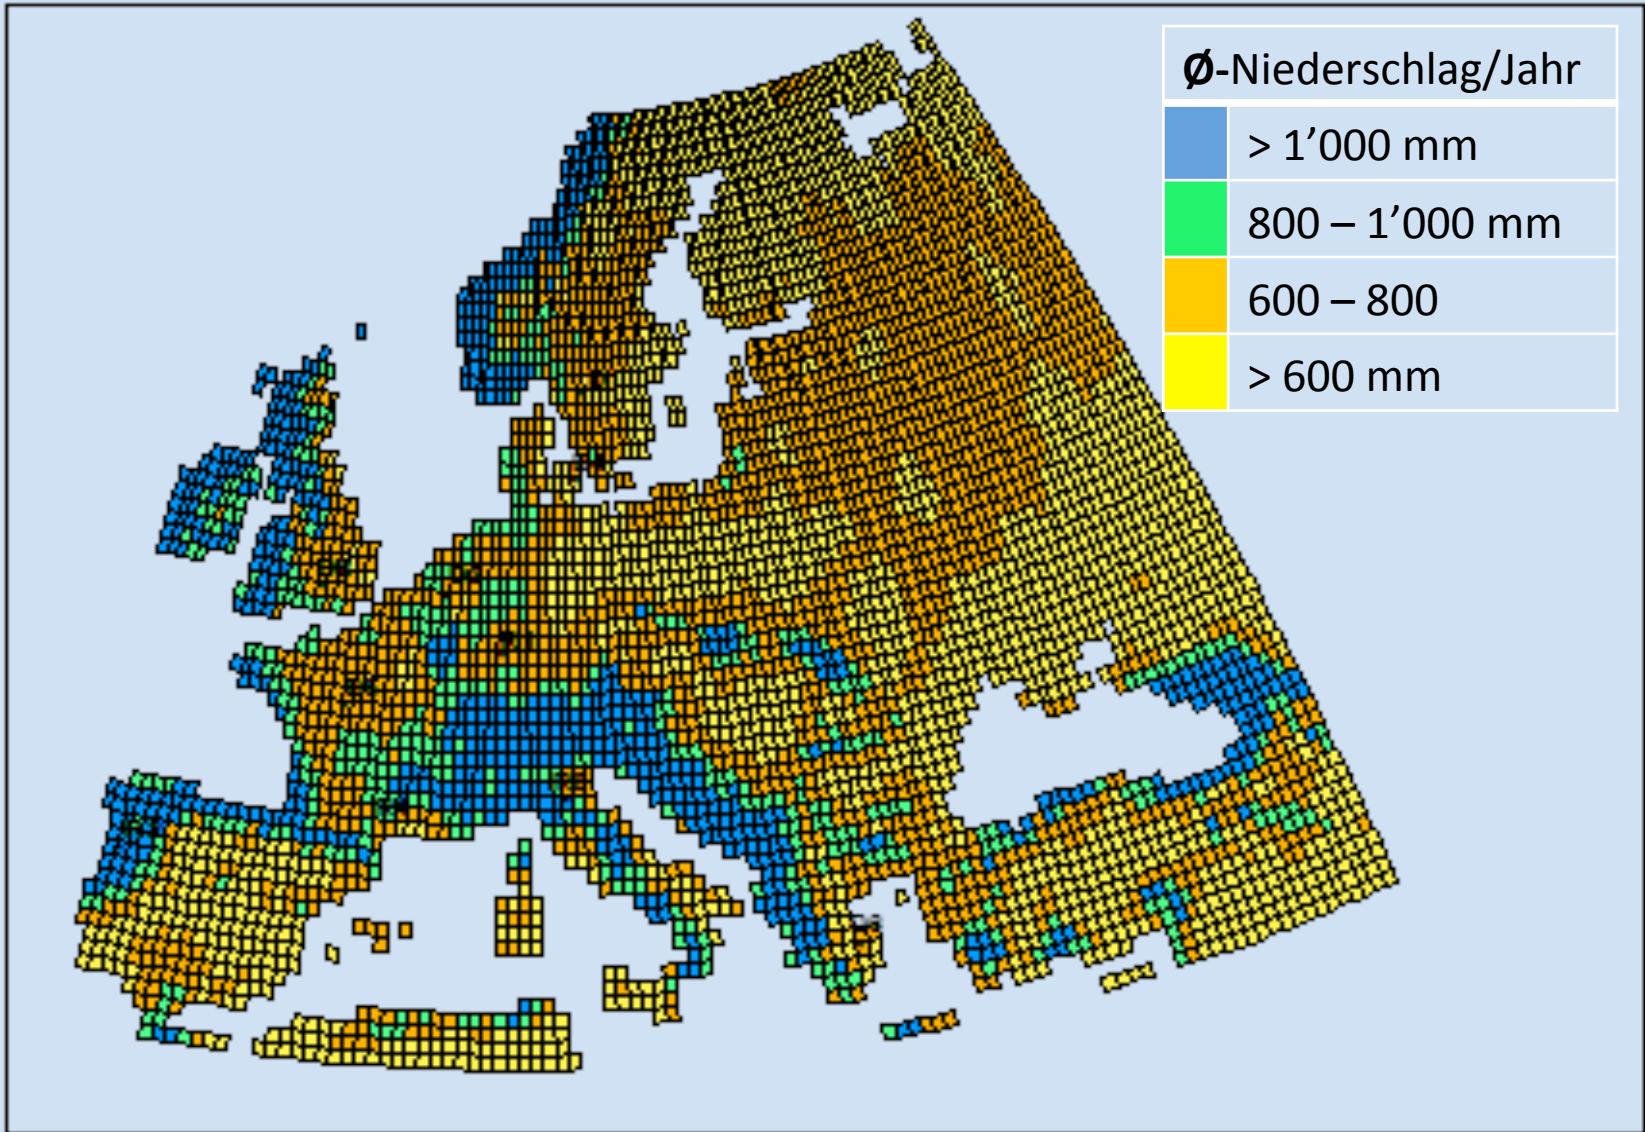 Ø-Niederschlag/Jahr
> 1’000 mm
800 – 1’000 mm
600 – 800
> 600 mm